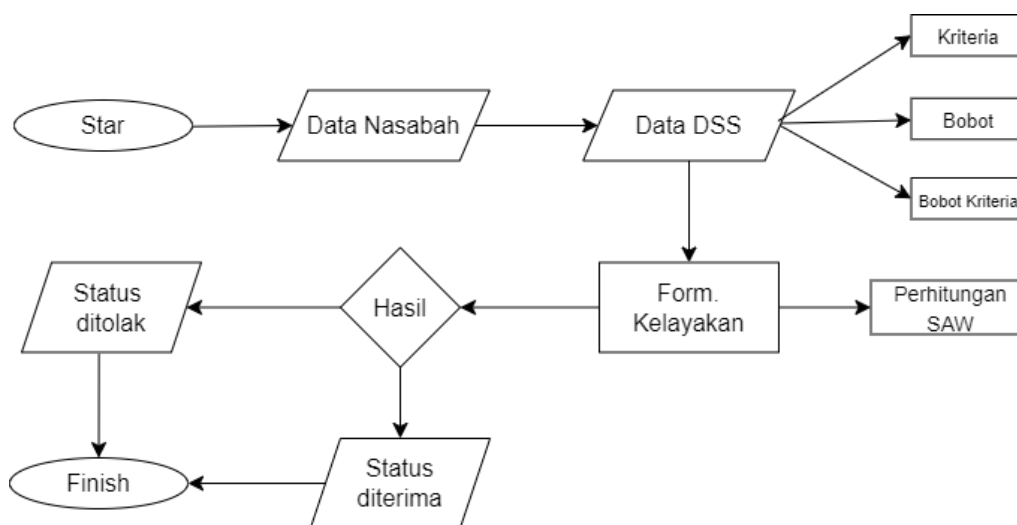 Kriteria
Star
Data Nasabah
Data DSS
Bobot
Bobot Kriteria
Status
ditolak
Hasil
Form.
Kelayakan
Perhitungan
SAW
Finish
Status
diterima